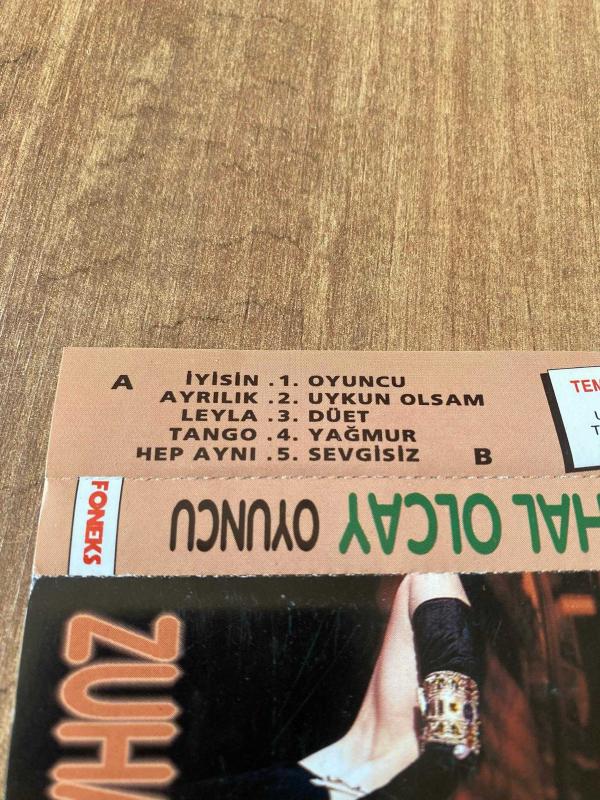 A
İYİSİN .1. OYUNCU
AYRILIK .2. UYKUN OLSAM
LEYLA .3. DÜET
TANGO .4. YAĞMUR
HEP AYNI .5. SEVGİSİZ
B
FONEKS
HAL OLCAY OYUNCU
ZUH